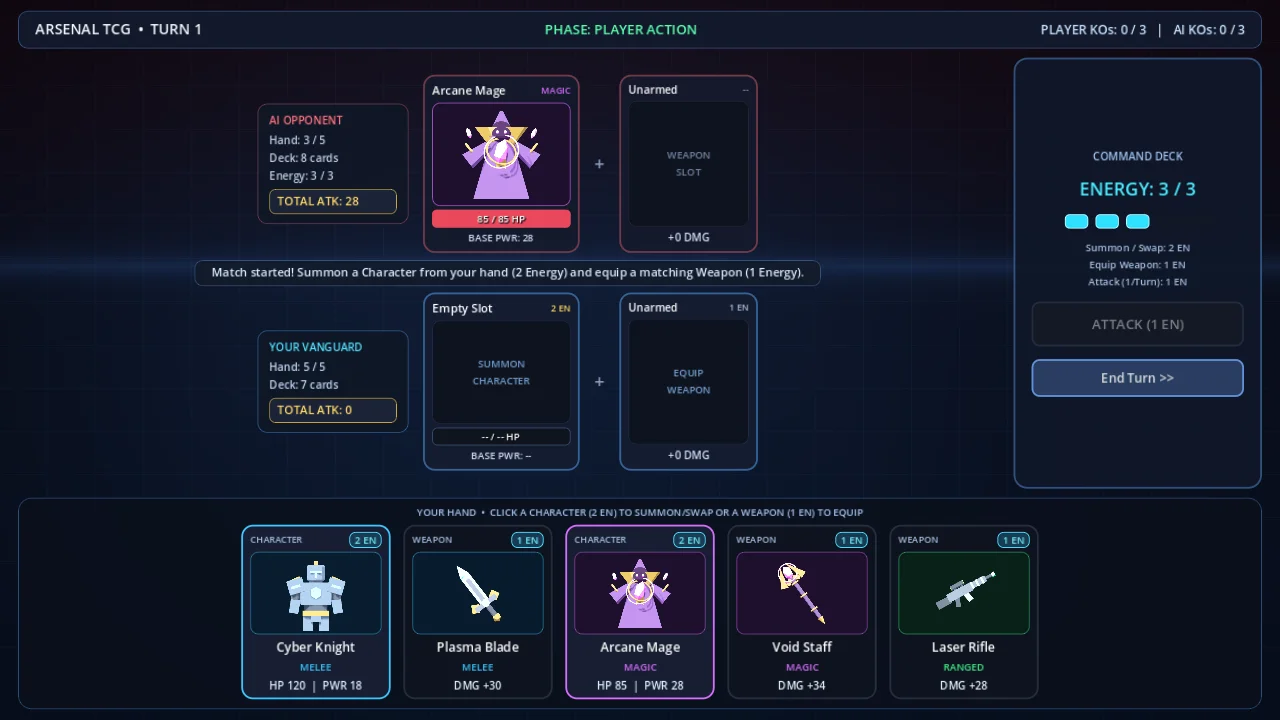 ARSENAL TCG • TURN 1
PHASE: PLAYER ACTION
PLAYER KOs: 0 / 3 | AI KOs: 0 / 3
AI OPPONENT
Hand: 3 / 5
Deck: 8 cards
Energy: 3 / 3
TOTAL ATK: 28
Arcane Mage
MAGIC
85 / 85 HP
BASE PWR: 28
+
Unarmed
--
WEAPON
SLOT
+0 DMG
Match started! Summon a Character from your hand (2 Energy) and equip a matching Weapon (1 Energy).
YOUR VANGUARD
Hand: 5 / 5
Deck: 7 cards
TOTAL ATK: 0
Empty Slot
2 EN
SUMMON
CHARACTER
-- / -- HP
BASE PWR: --
+
Unarmed
1 EN
EQUIP
WEAPON
+0 DMG
COMMAND DECK
ENERGY: 3 / 3
Summon / Swap: 2 EN
Equip Weapon: 1 EN
Attack (1/Turn): 1 EN
ATTACK (1 EN)
End Turn >>
YOUR HAND • CLICK A CHARACTER (2 EN) TO SUMMON/SWAP OR A WEAPON (1 EN) TO EQUIP
CHARACTER
2 EN
Cyber Knight
MELEE
HP 120 | PWR 18
WEAPON
1 EN
Plasma Blade
MELEE
DMG +30
CHARACTER
2 EN
Arcane Mage
MAGIC
HP 85 | PWR 28
WEAPON
1 EN
Void Staff
MAGIC
DMG +34
WEAPON
1 EN
Laser Rifle
RANGED
DMG +28